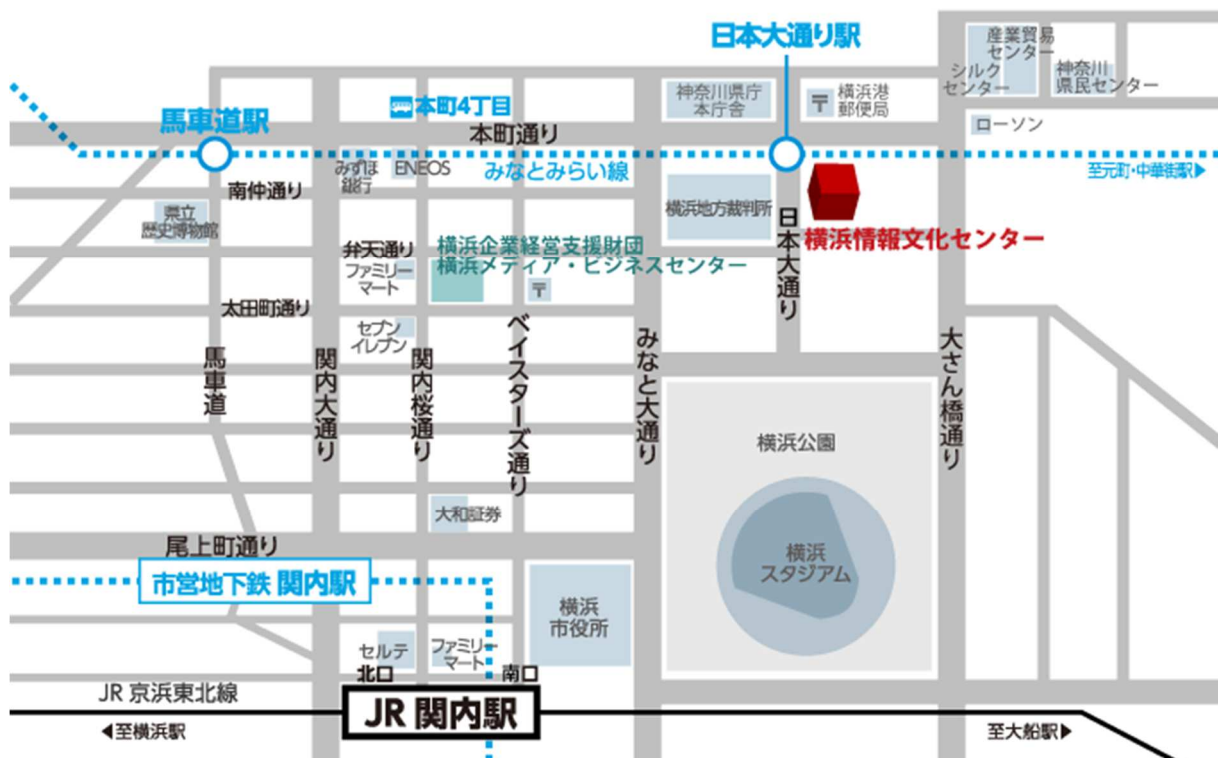 日本大通り駅
産業貿易
センター
シルク
センター
神奈川
県民センター
神奈川県庁
本庁舎
〒
横浜港
郵便局
本町4丁目
馬車道駅
本町通り
ローソン
みずほ
銀行
ENEOS
みなとみらい線
至元町・中華街駅▶
南仲通り
県立
歴史博物館
横浜地方裁判所
日本大通り
横浜情報文化センター
弁天通り
横浜企業経営支援財団
横浜メディア・ビジネスセンター
ファミリー
マート
〒
太田町通り
セブン
イレブン
馬車道
関内大通り
関内桜通り
ベイスターズ通り
みなと大通り
大さん橋通り
横浜公園
大和証券
横浜
スタジアム
尾上町通り
市営地下鉄 関内駅
横浜
市役所
セルテ
ファミリー
マート
北口
南口
JR 京浜東北線
JR 関内駅
◀至横浜駅
至大船駅▶